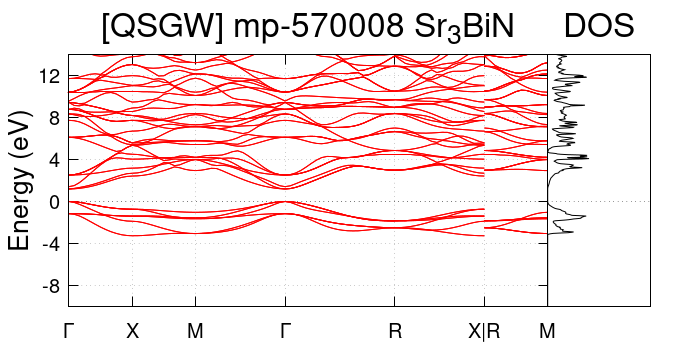 [QSGW] mp-570008 Sr₃BiN DOS
Energy (eV)
12
8
4
0
-4
-8
Γ X M Γ R X|R M